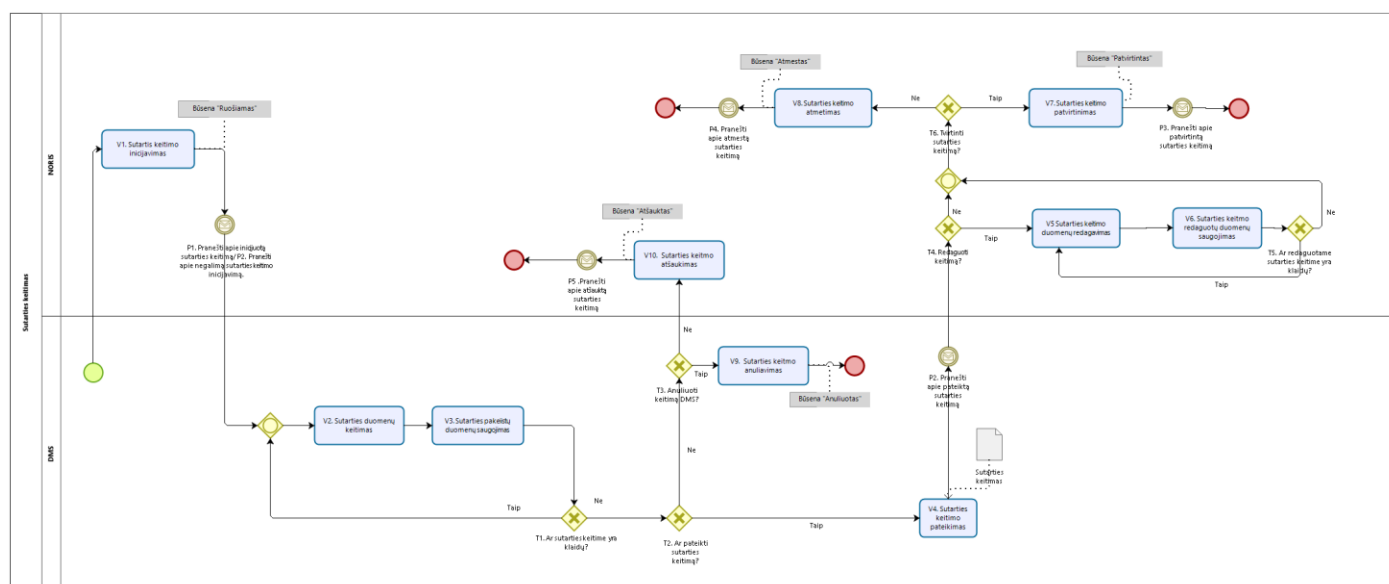 Sutarties keitimas
NORIS
DMS
Būsena "Ruošiamas"
V1. Sutartis keitimo
inicijavimas
P1. Pranešti apie inicijuotą
sutarties keitimą/ P2. Pranešti
apie negalimą sutarties keitimo
inicijavimą.
Būsena "Atmestas"
V8. Sutarties keitimo
atmetimas
P4. Pranešti
apie atmestą
sutarties
keitimą
Ne
T6. Tvirtinti
sutarties
keitimą?
Taip
Būsena "Patvirtintas"
V7. Sutarties keitimo
patvirtinimas
P3. Pranešti apie
patvirtintą
sutarties keitimą
Būsena "Atšauktas"
V10. Sutarties keitmo
atšaukimas
P5 .Pranešti
apie atšauktą
sutarties
keitimą
Ne
T4. Redaguoti
keitimą?
Taip
V5 Sutarties keitimo
duomenų redagavimas
V6. Sutarties keitmo
redaguotų duomenų
saugojimas
Ne
T5. Ar redaguotame
sutarties keitime yra
klaidų?
Taip
Ne
T3. Anuliuoti
keitimą DMS?
Taip
V9. Sutarties keitmo
anuliavimas
Būsena "Anuliuotas"
P2. Pranešti
apie pateiktą
sutarties
keitimą
V2. Sutarties duomenų
keitimas
V3. Sutarties pakeistų
duomenų saugojimas
Ne
Sutarties
keitimas
Taip
Ne
T1. Ar sutarties keitime yra
klaidų?
T2. Ar pateikti
sutarties
keitimą?
Taip
V4. Sutarties
keitimo
pateikimas